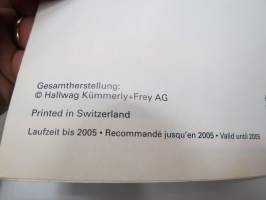 Gesamtherstellung:
© Hallwag Kümmerly+Frey AG
Printed in Switzerland
Laufzeit bis 2005 • Recommandé jusqu'en 2005 • Valid until 2005